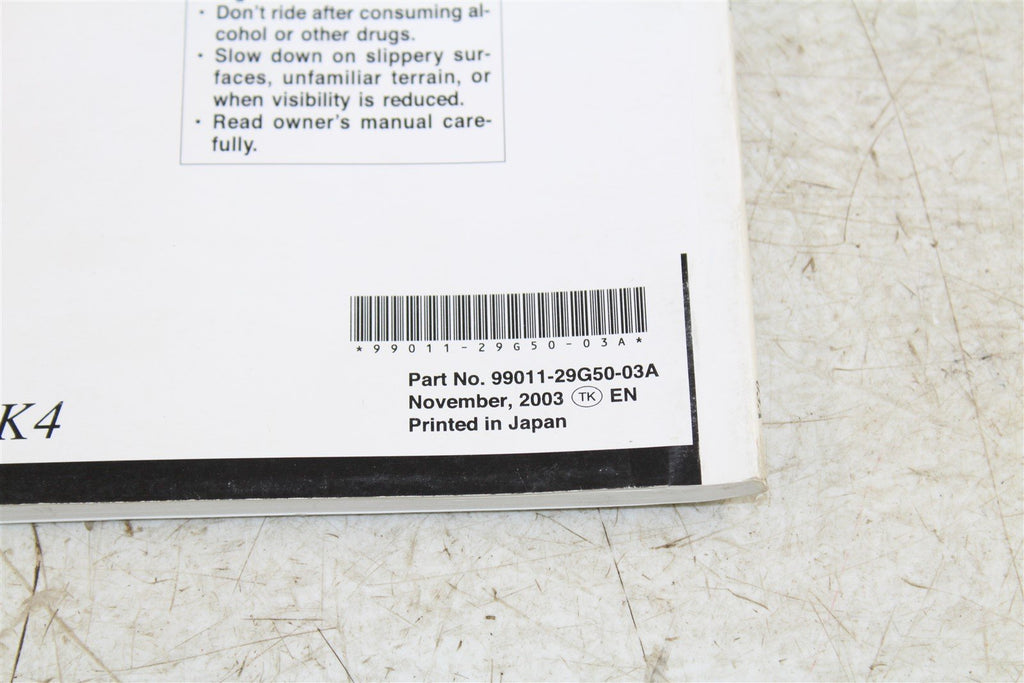 · Don't ride after consuming al-
cohol or other drugs.
· Slow down on slippery sur-
faces, unfamiliar terrain, or
when visibility is reduced.
· Read owner's manual care-
fully.
*99011-29G50-03A*
Part No. 99011-29G50-03A
November, 2003 TK EN
Printed in Japan
K4